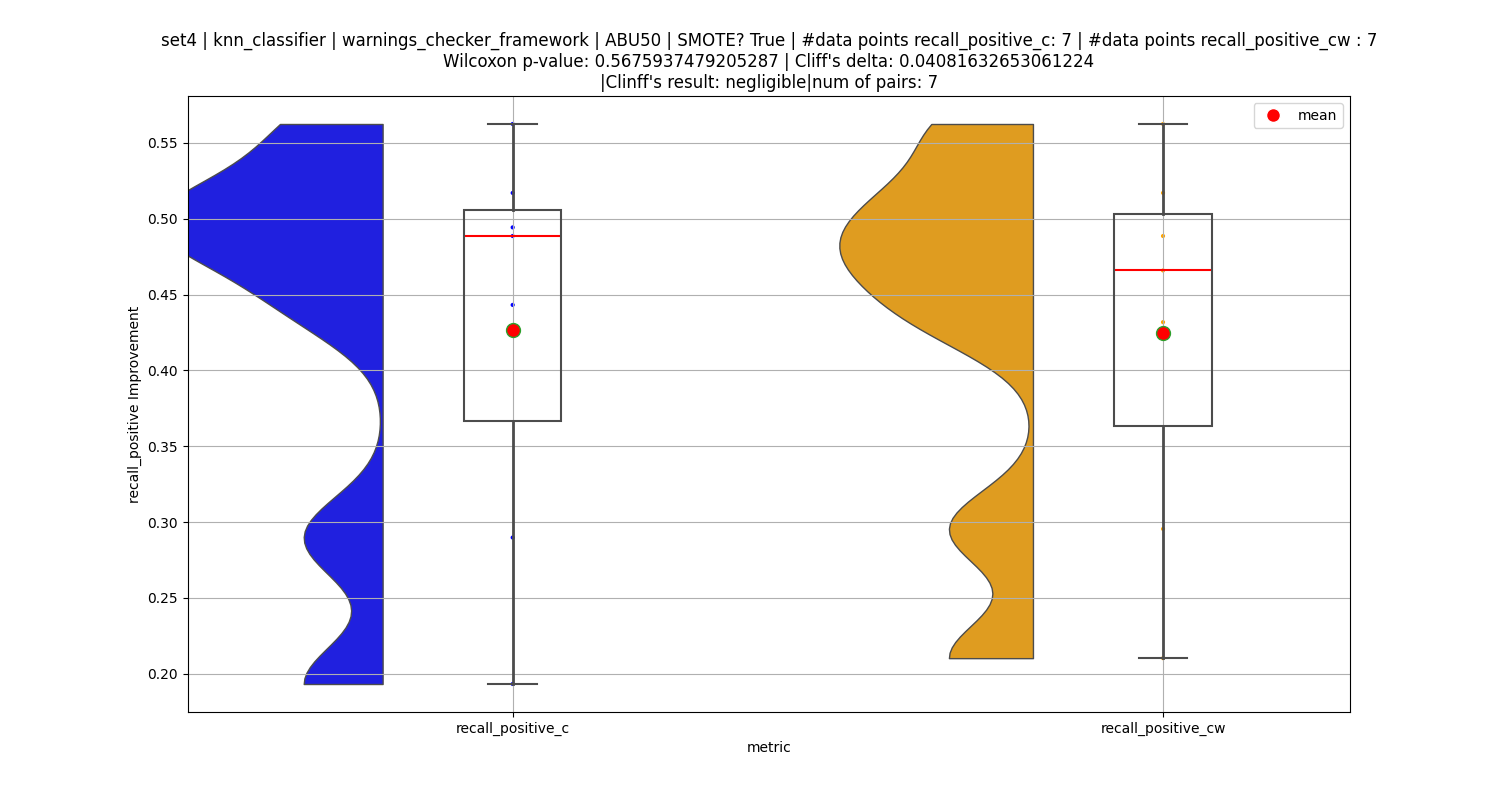 set4 | knn_classifier | warnings_checker_framework | ABU50 | SMOTE? True | #data points recall_positive_c: 7 | #data points recall_positive_cw : 7
Wilcoxon p-value: 0.5675937479205287 | Cliff's delta: 0.04081632653061224
|Clinff's result: negligible|num of pairs: 7
mean
0.55
0.50
0.45
0.40
0.35
0.30
0.25
0.20
recall_positive Improvement
recall_positive_c
recall_positive_cw
metric